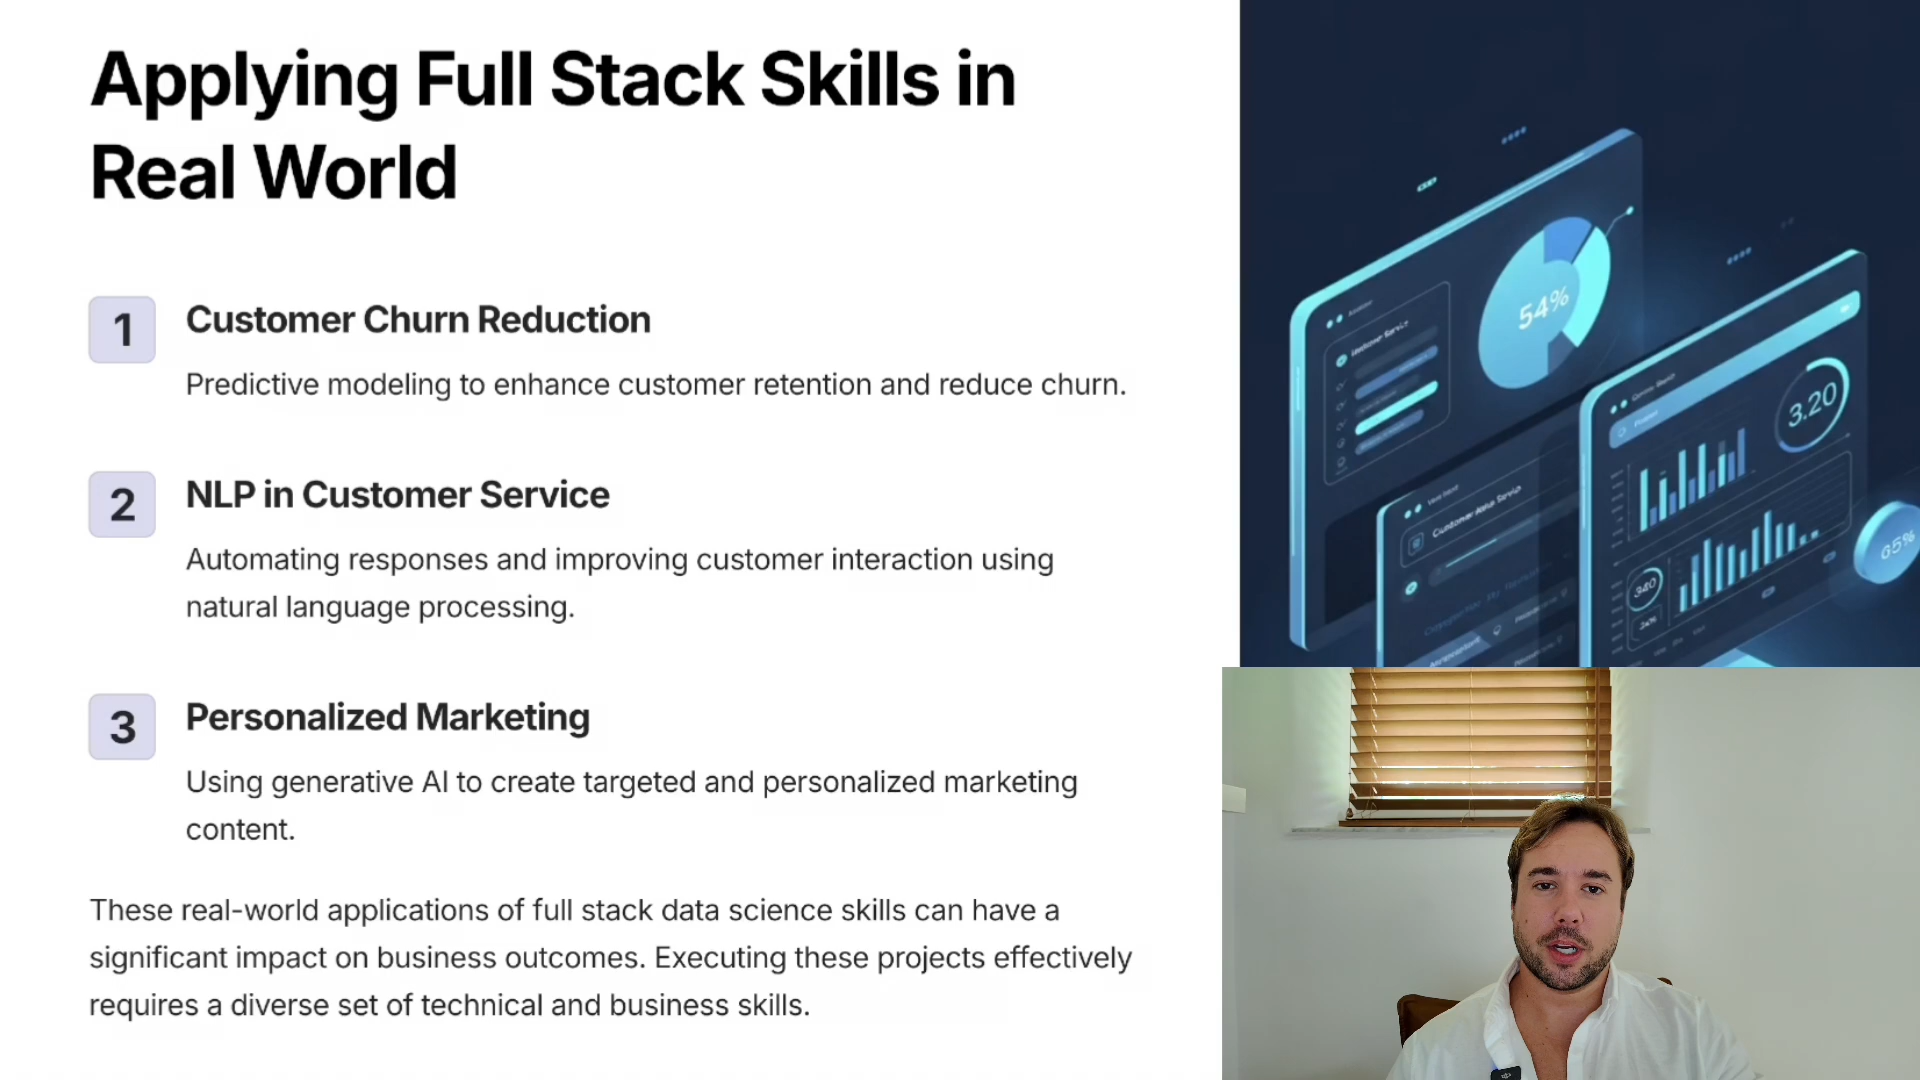 Applying Full Stack Skills in
Real World
1
Customer Churn Reduction
Predictive modeling to enhance customer retention and reduce churn.
2
NLP in Customer Service
Automating responses and improving customer interaction using
natural language processing.
3
Personalized Marketing
Using generative AI to create targeted and personalized marketing
content.
These real-world applications of full stack data science skills can have a
significant impact on business outcomes. Executing these projects effectively
requires a diverse set of technical and business skills.
54%
3.20
65%
340